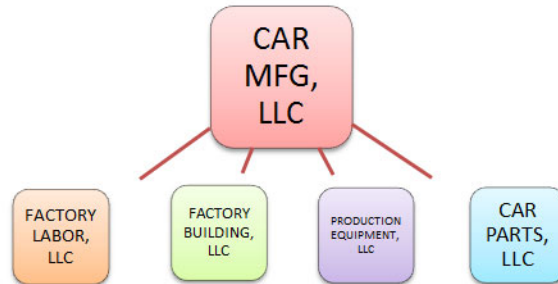 CAR
MFG,
LLC
FACTORY
LABOR,
LLC
FACTORY
BUILDING,
LLC
PRODUCTION
EQUIPMENT,
LLC
CAR
PARTS,
LLC